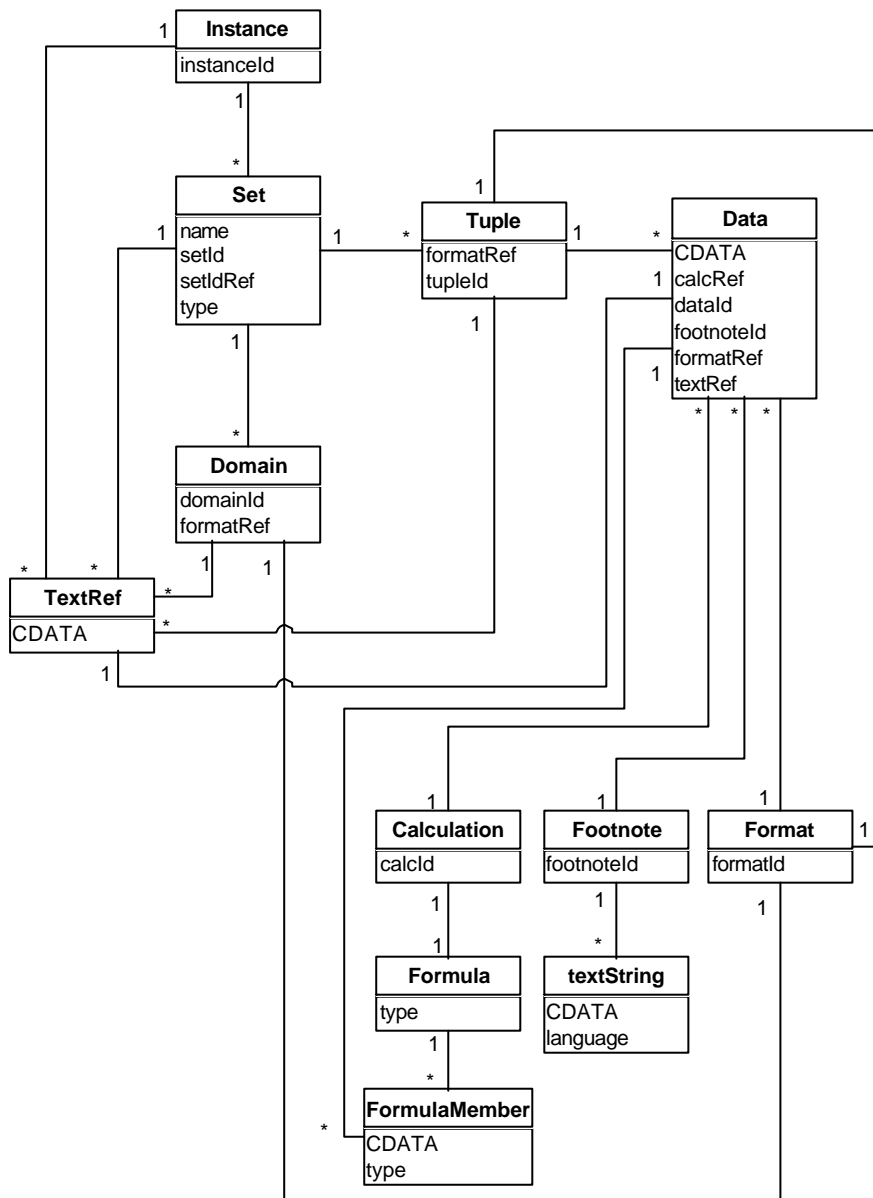 1
Instance
instanceId
1
*
1
Set
name
setId
setIdRef
type
1
*
1
Tuple
formatRef
tupleId
1
*
Data
CDATA
calcRef
dataId
footnoteId
formatRef
textRef
1
1
1
1
*
*
*
*
Domain
domainId
formatRef
1
1
*
*
*
*
TextRef
CDATA
1
1
1
1
1
Calculation
calcId
Footnote
footnoteId
Format
formatId
1
1
1
1
*
Formula
type
textString
CDATA
language
1
*
FormulaMember
CDATA
type
*